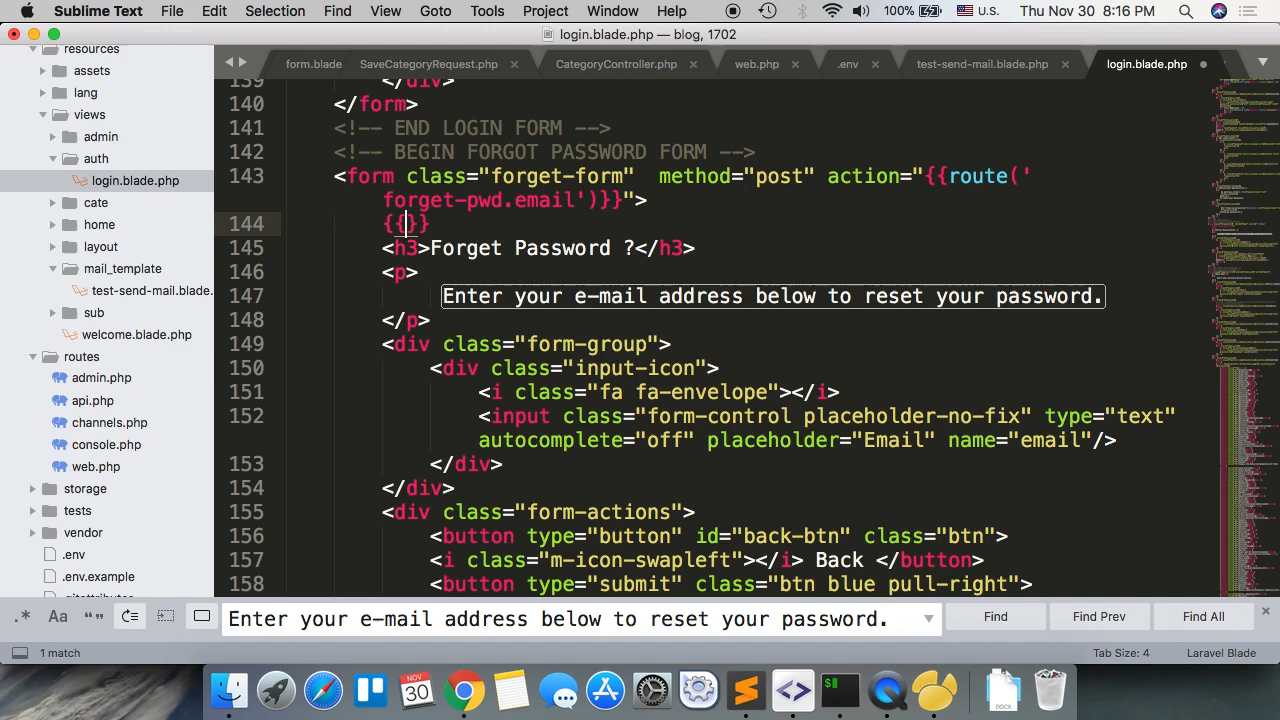 Sublime Text File Edit Selection Find View Goto Tools Project Window Help 100% U.S. Thu Nov 30 8:16 PM
login.blade.php — blog, 1702
form.blade SaveCategoryRequest.php CategoryController.php web.php .env test-send-mail.blade.php login.blade.php
resources
assets
lang
views
admin
auth
login.blade.php
cate
home
layout
mail_template
test-send-mail.blade.
sub
welcome.blade.php
routes
admin.php
api.php
channels.php
console.php
web.php
storage
tests
vendor
.env
.env.example
.gitattributes
139 </div>
140 </form>
141 <!-- END LOGIN FORM -->
142 <!-- BEGIN FORGOT PASSWORD FORM -->
143 <form class="forget-form"  method="post" action="{{route('
forget-pwd.email')}}">
144 {{}}
145 <h3>Forget Password ?</h3>
146 <p>
147 Enter your e-mail address below to reset your password.
148 </p>
149 <div class="form-group">
150 <div class="input-icon">
151 <i class="fa fa-envelope"></i>
152 <input class="form-control placeholder-no-fix" type="text"
autocomplete="off" placeholder="Email" name="email"/>
153 </div>
154 </div>
155 <div class="form-actions">
156 <button type="button" id="back-btn" class="btn">
157 <i class="m-icon-swapleft"></i> Back </button>
158 <button type="submit" class="btn blue pull-right">
.* Aa “” Enter your e-mail address below to reset your password. Find Find Prev Find All
1 match Tab Size: 4 Laravel Blade
NOV
30
$
DOCX